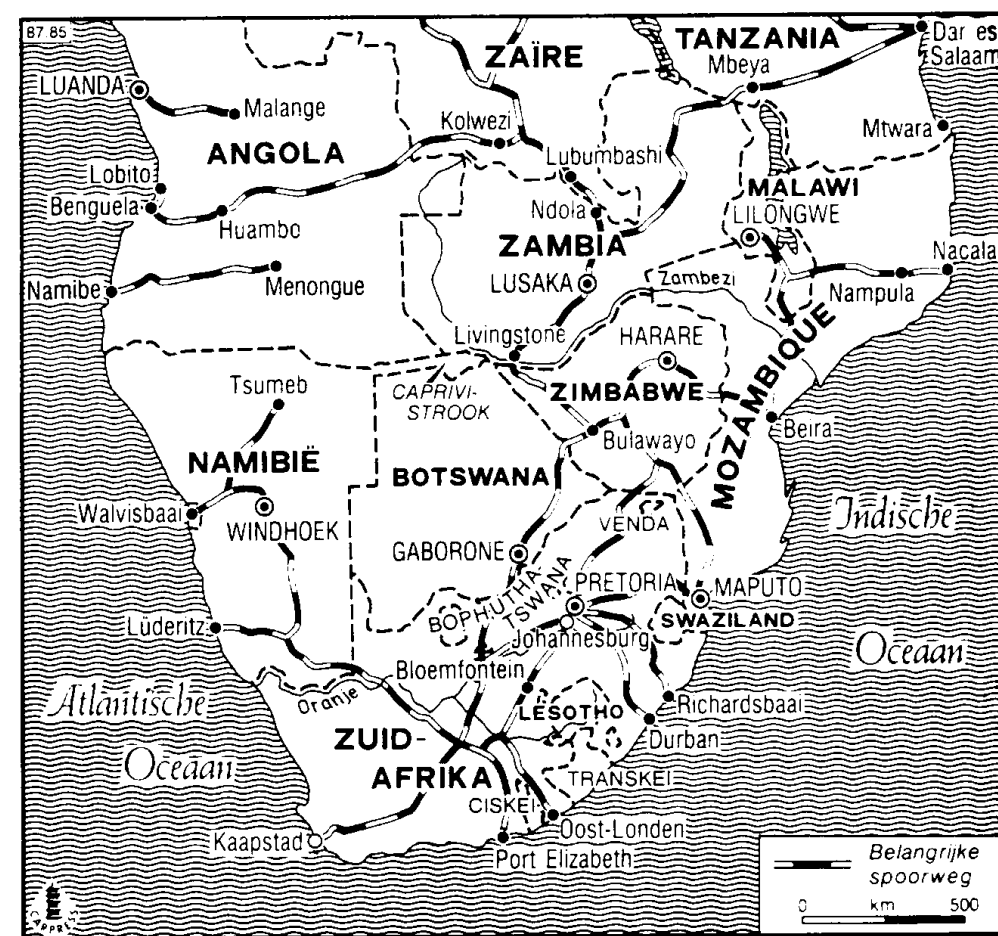 87.85
ZAÏRE
TANZANIA
Dar es
Salaam
Mbeya
LUANDA
Malange
Kolwezi
Mtwara
ANGOLA
Lubumbashi
Lobito
MALAWI
Benguela
Ndola
LILONGWE
Huambo
ZAMBIA
Nacala
Menongue
LUSAKA
Zambezi
Nampula
Namibe
Livingstone
HARARE
MOZAMBIQUE
Tsumeb
CAPRIVI-
STROOK
ZIMBABWE
Beira
Bulawayo
NAMIBIË
BOTSWANA
Walvisbaai
WINDHOEK
VENDA
Indische
Oceaan
GABORONE
BOPHUTHA-
TSWANA
PRETORIA
MAPUTO
Lüderitz
Johannesburg
SWAZILAND
Bloemfontein
Atlantische
Oceaan
Oranje
Richardsbaai
LESOTHO
Durban
ZUID-
AFRIKA
TRANSKEI
CISKEI
Kaapstad
Oost-Londen
Port Elizabeth
Belangrijke
spoorweg
0 km 500
CARPRESS